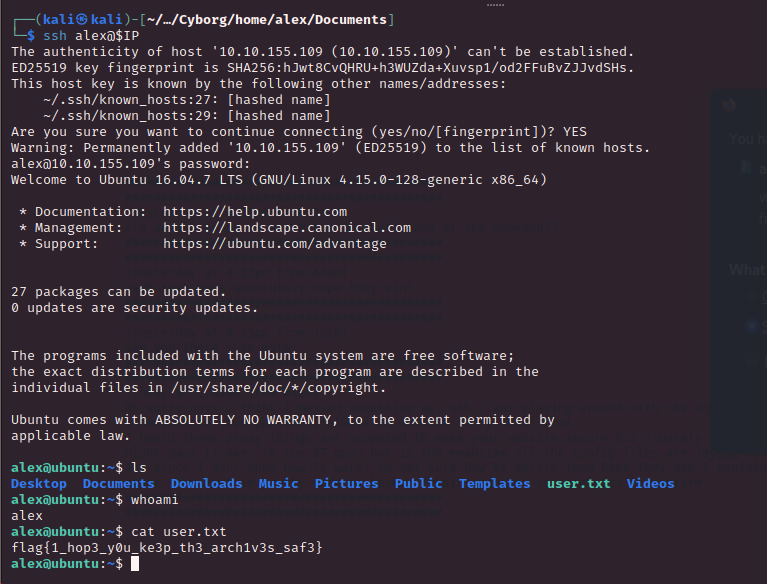 ┌──(kali㉿kali)-[~/…/Cyborg/home/alex/Documents]
└─$ ssh alex@$IP
The authenticity of host '10.10.155.109 (10.10.155.109)' can't be established.
ED25519 key fingerprint is SHA256:hJwt8CvQHRU+h3WUZda+Xuvsp1/od2FFuBvZJJvdSHs.
This host key is known by the following other names/addresses:
    ~/.ssh/known_hosts:27: [hashed name]
    ~/.ssh/known_hosts:29: [hashed name]
Are you sure you want to continue connecting (yes/no/[fingerprint])? YES
Warning: Permanently added '10.10.155.109' (ED25519) to the list of known hosts.
alex@10.10.155.109's password:
Welcome to Ubuntu 16.04.7 LTS (GNU/Linux 4.15.0-128-generic x86_64)
 * Documentation:  https://help.ubuntu.com
 * Management:     https://landscape.canonical.com
 * Support:        https://ubuntu.com/advantage
27 packages can be updated.
0 updates are security updates.
The programs included with the Ubuntu system are free software;
the exact distribution terms for each program are described in the
individual files in /usr/share/doc/*/copyright.
Ubuntu comes with ABSOLUTELY NO WARRANTY, to the extent permitted by
applicable law.
alex@ubuntu:~$ ls
Desktop  Documents  Downloads  Music  Pictures  Public  Templates  user.txt  Videos
alex@ubuntu:~$ whoami
alex
alex@ubuntu:~$ cat user.txt
flag{1_hop3_y0u_ke3p_th3_arch1v3s_saf3}
alex@ubuntu:~$